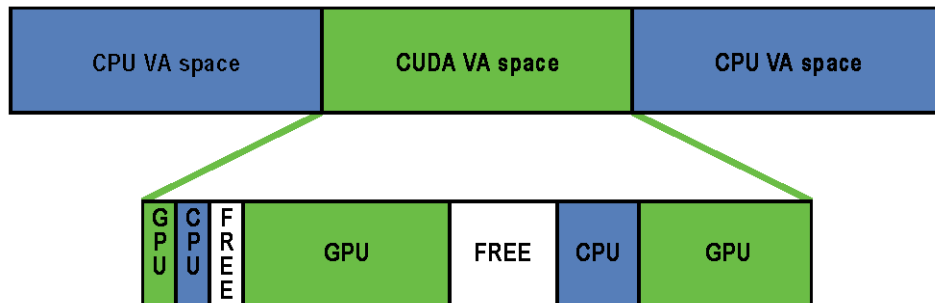 CPU VA space
CUDA VA space
CPU VA space
GPU
CPU
FREE
GPU
FREE
CPU
GPU